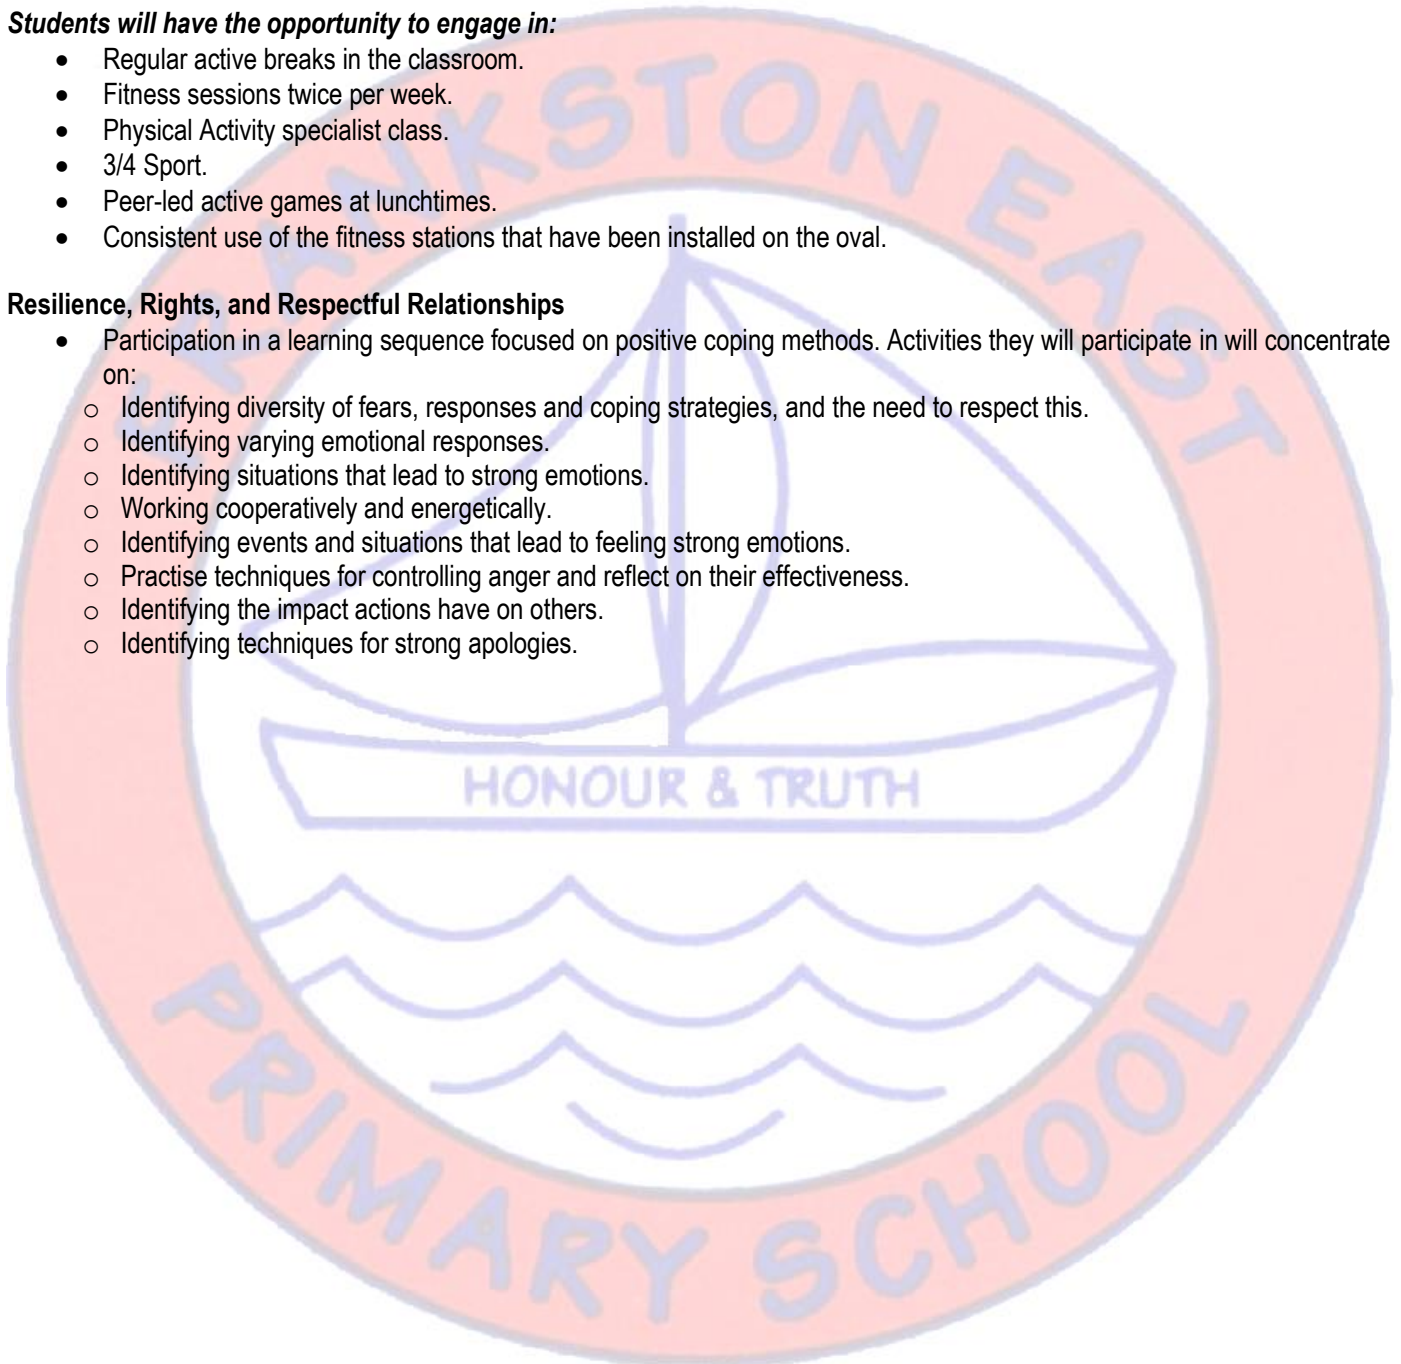 Students will have the opportunity to engage in:
• Regular active breaks in the classroom.
• Fitness sessions twice per week.
• Physical Activity specialist class.
• 3/4 Sport.
• Peer-led active games at lunchtimes.
• Consistent use of the fitness stations that have been installed on the oval.
Resilience, Rights, and Respectful Relationships
• Participation in a learning sequence focused on positive coping methods. Activities they will participate in will concentrate
on:
o Identifying diversity of fears, responses and coping strategies, and the need to respect this.
o Identifying varying emotional responses.
o Identifying situations that lead to strong emotions.
o Working cooperatively and energetically.
o Identifying events and situations that lead to feeling strong emotions.
o Practise techniques for controlling anger and reflect on their effectiveness.
o Identifying the impact actions have on others.
o Identifying techniques for strong apologies.
FRANKSTON EAST
HONOUR & TRUTH
PRIMARY SCHOOL